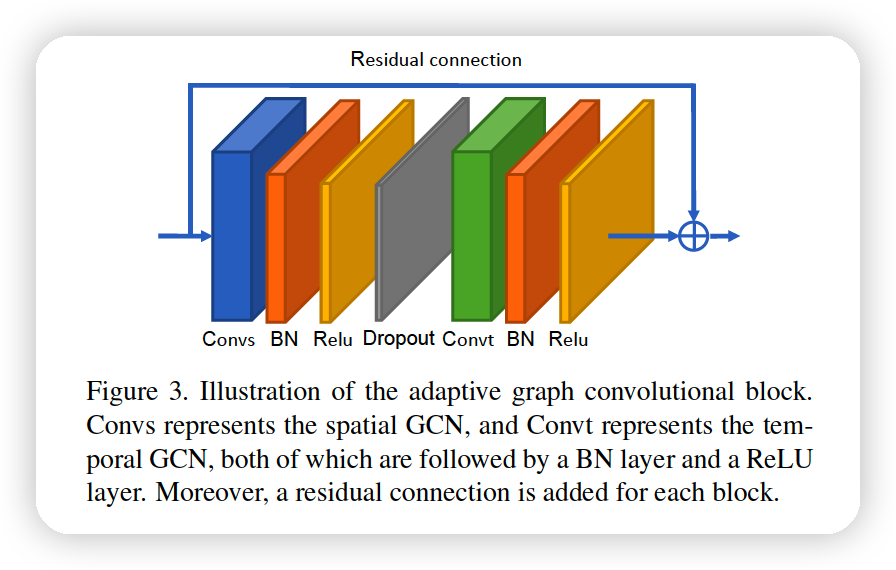 Residual connection
Convs BN Relu Dropout Convt BN Relu
Figure 3. Illustration of the adaptive graph convolutional block.
Convs represents the spatial GCN, and Convt represents the tem-
poral GCN, both of which are followed by a BN layer and a ReLU
layer. Moreover, a residual connection is added for each block.